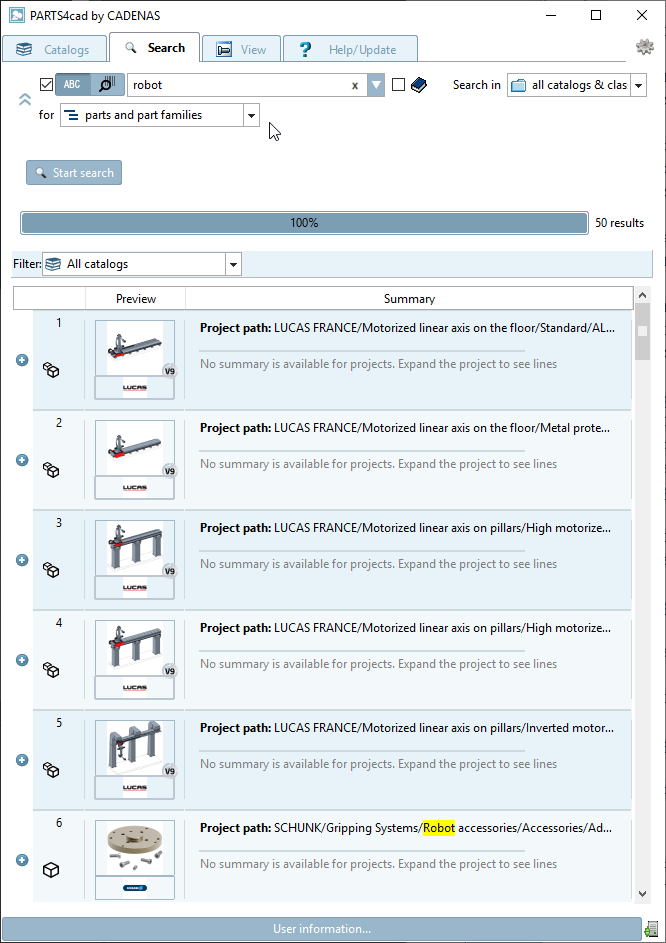 PARTS4cad by CADENAS
Catalogs Search View Help/Update
ABC robot x Search in all catalogs & clas
for parts and part families
Start search
100% 50 results
Filter: All catalogs
Preview Summary
1 Project path: LUCAS FRANCE/Motorized linear axis on the floor/Standard/AL...
No summary is available for projects. Expand the project to see lines
V9
LUCAS
2 Project path: LUCAS FRANCE/Motorized linear axis on the floor/Metal prote...
No summary is available for projects. Expand the project to see lines
V9
LUCAS
3 Project path: LUCAS FRANCE/Motorized linear axis on pillars/High motorize...
No summary is available for projects. Expand the project to see lines
V9
LUCAS
4 Project path: LUCAS FRANCE/Motorized linear axis on pillars/High motorize...
No summary is available for projects. Expand the project to see lines
V9
LUCAS
5 Project path: LUCAS FRANCE/Motorized linear axis on pillars/Inverted motor...
No summary is available for projects. Expand the project to see lines
V9
LUCAS
6 Project path: SCHUNK/Gripping Systems/Robot accessories/Accessories/Ad...
No summary is available for projects. Expand the project to see lines
User information...